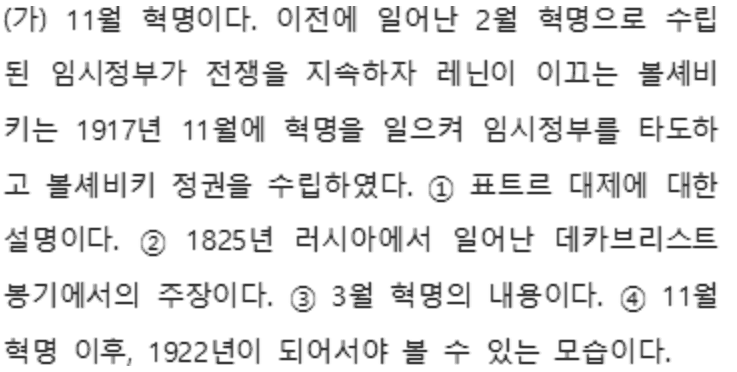 (가) 11월 혁명이다. 이전에 일어난 2월 혁명으로 수립
된 임시정부가 전쟁을 지속하자 레닌이 이끄는 볼셰비
키는 1917년 11월에 혁명을 일으켜 임시정부를 타도하
고 볼셰비키 정권을 수립하였다. ① 표트르 대제에 대한
설명이다. ② 1825년 러시아에서 일어난 데카브리스트
봉기에서의 주장이다. ③ 3월 혁명의 내용이다. ④ 11월
혁명 이후, 1922년이 되어서야 볼 수 있는 모습이다.